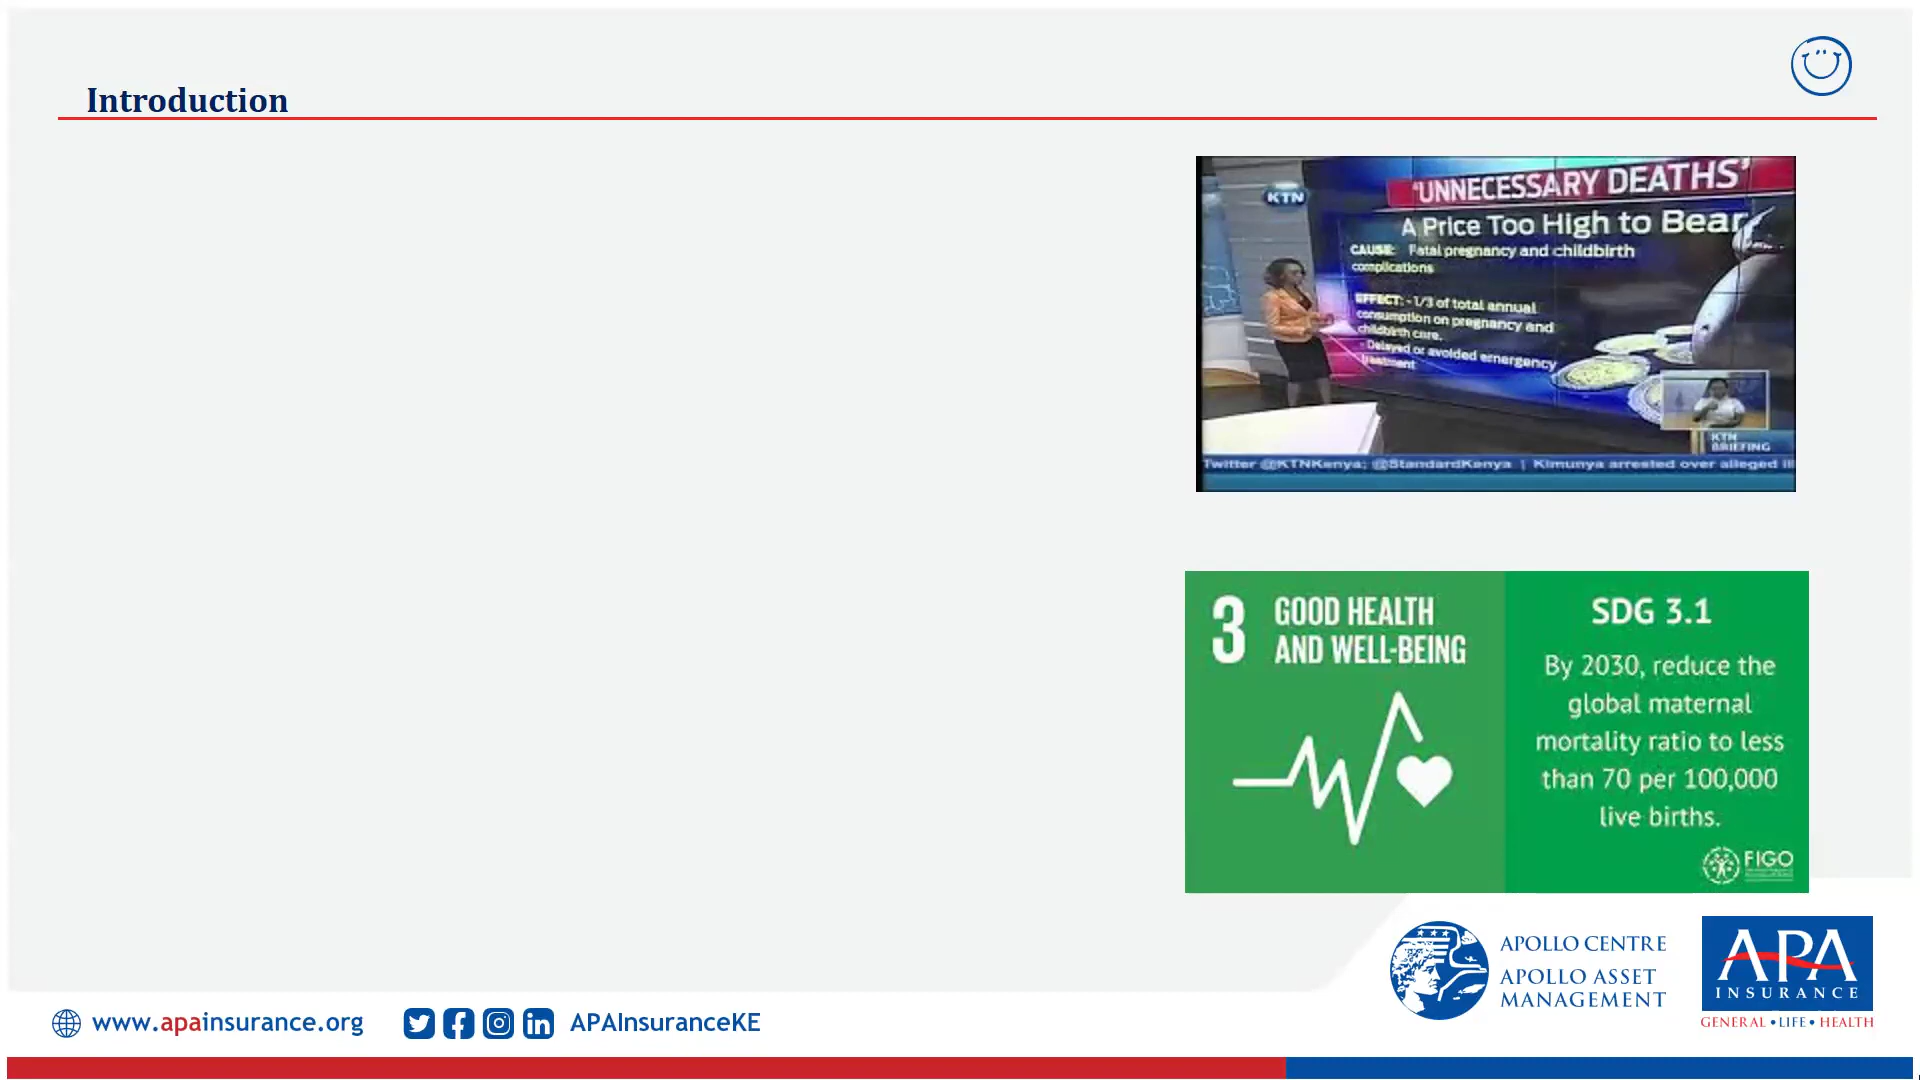 Introduction
KTN
"UNNECESSARY DEATHS'
A Price Too High to Bear
CAUSE: Fatal pregnancy and childbirth
complications
EFFECT: - 1/3 of total annual
consumption on pregnancy and
childbirth care.
- Delayed or avoided emergency
treatment
KTN
BRIEFING
Twitter @KTNKenya; @StandardKenya | Kimunya arrested over alleged
3 GOOD HEALTH
AND WELL-BEING
SDG 3.1
By 2030, reduce the
global maternal
mortality ratio to less
than 70 per 100,000
live births.
FIGO
APOLLO CENTRE
APOLLO ASSET
MANAGEMENT
APA
INSURANCE
GENERAL • LIFE • HEALTH
www.apainsurance.org
APAInsuranceKE